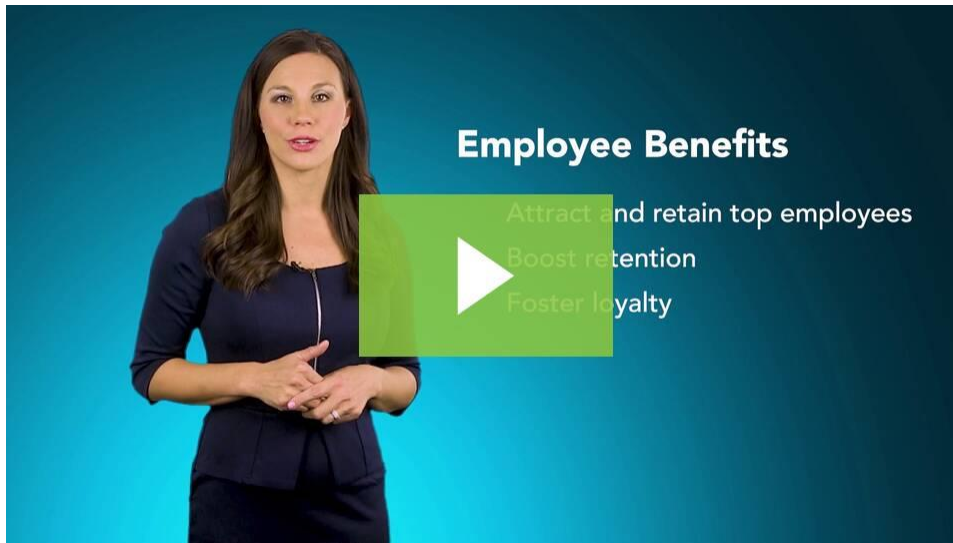 Employee Benefits
Attract and retain top employees
Boost retention
Foster loyalty